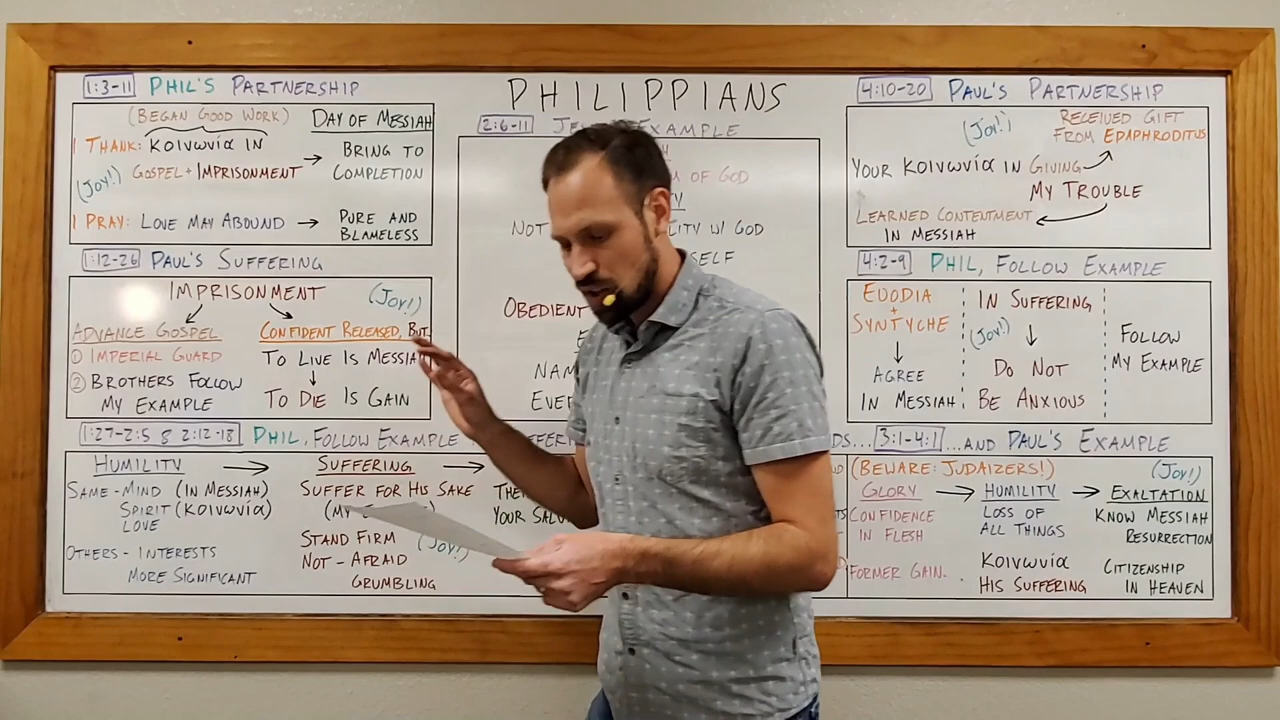 PHILIPPIANS
1:3-11 PHIL'S PARTNERSHIP
(BEGAN GOOD WORK) DAY OF MESSIAH
I THANK: KOIVWVÍA IN
GOSPEL + IMPRISONMENT → BRING TO
COMPLETION
(JOY!)
I PRAY: LOVE MAY ABOUND → PURE AND
BLAMELESS
1:12-26 PAUL'S SUFFERING
IMPRISONMENT (JOY!)
ADVANCE GOSPEL
① IMPERIAL GUARD
② BROTHERS FOLLOW
MY EXAMPLE
CONFIDENT RELEASED, BUT
TO LIVE IS MESSIAH
TO DIE IS GAIN
1:27-2:5 & 2:12-18 PHIL, FOLLOW EXAMPLE
HUMILITY →
SAME-MIND (IN MESSIAH)
SPIRIT (Κοινωνία)
LOVE
OTHERS - INTERESTS
MORE SIGNIFICANT
SUFFERING →
SUFFER FOR HIS SAKE
STAND FIRM (JOY!)
NOT - AFRAID
GRUMBLING
YOUR
2:6-11 EXAMPLE
OF GOD
NOT W/ GOD
OBEDIENT
4:10-20 PAUL'S PARTNERSHIP
(JOY!) RECEIVED GIFT
FROM EPAPHRODITUS
YOUR Κοινωνία IN GIVING
MY TROUBLE
LEARNED CONTENTMENT
IN MESSIAH
4:2-9 PHIL, FOLLOW EXAMPLE
EUODIA
+
SYNTYCHE
AGREE
IN MESSIAH
IN SUFFERING
(JOY!)
DO NOT
BE ANXIOUS
FOLLOW
MY EXAMPLE
3:1-4:1 ...AND PAUL'S EXAMPLE
(BEWARE: JUDAIZERS!) (JOY!)
GLORY → HUMILITY → EXALTATION
CONFIDENCE
IN FLESH
FORMER GAIN.
LOSS OF
ALL THINGS
Κοινωνία
HIS SUFFERING
KNOW MESSIAH
RESURRECTION
CITIZENSHIP
IN HEAVEN